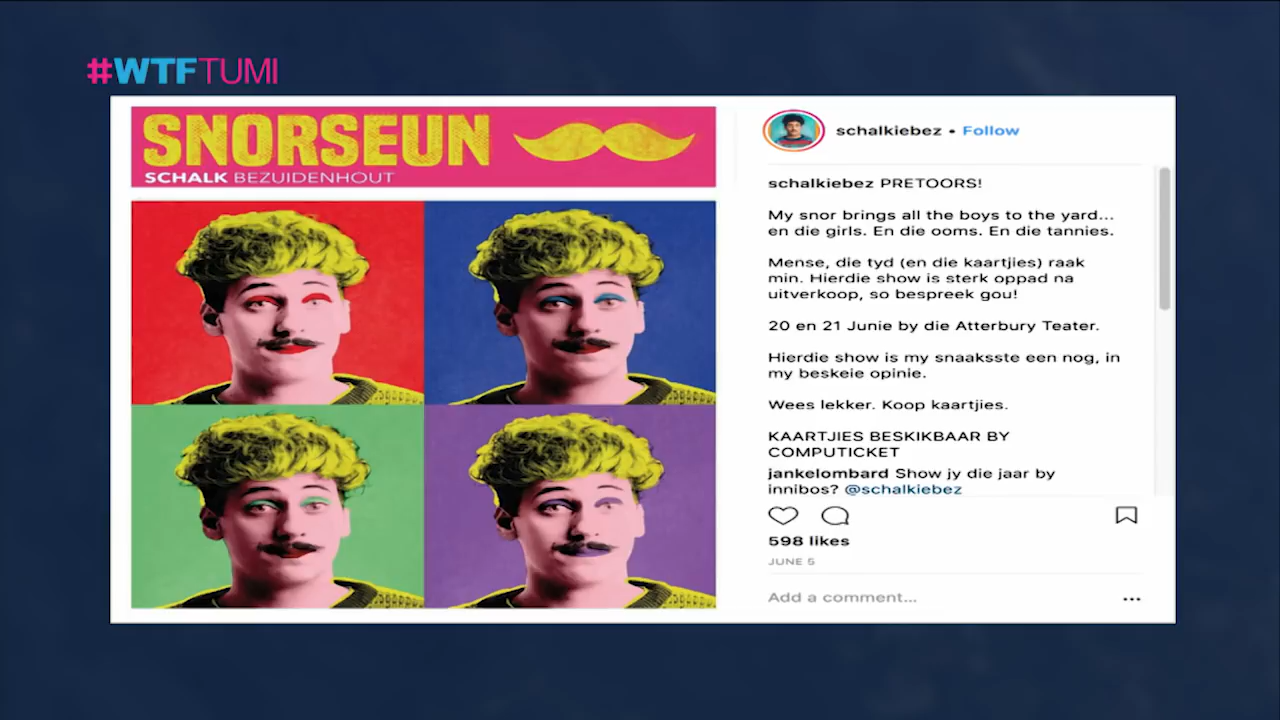 #WTFTUMI
SNORSEUN
SCHALK BEZUIDENHOUT
schalkiebez • Follow
schalkiebez PRETOORS!
My snor brings all the boys to the yard...
en die girls. En die ooms. En die tannies.
Mense, die tyd (en die kaartjies) raak
min. Hierdie show is sterk oppad na
uitverkoop, so bespreek gou!
20 en 21 Junie by die Atterbury Teater.
Hierdie show is my snaaksste een nog, in
my beskeie opinie.
Wees lekker. Koop kaartjies.
KAARTJIES BESKIKBAAR BY
COMPUTICKET
jankelombard Show jy die jaar by
innibos? @schalkiebez
598 likes
JUNE 5
Add a comment...